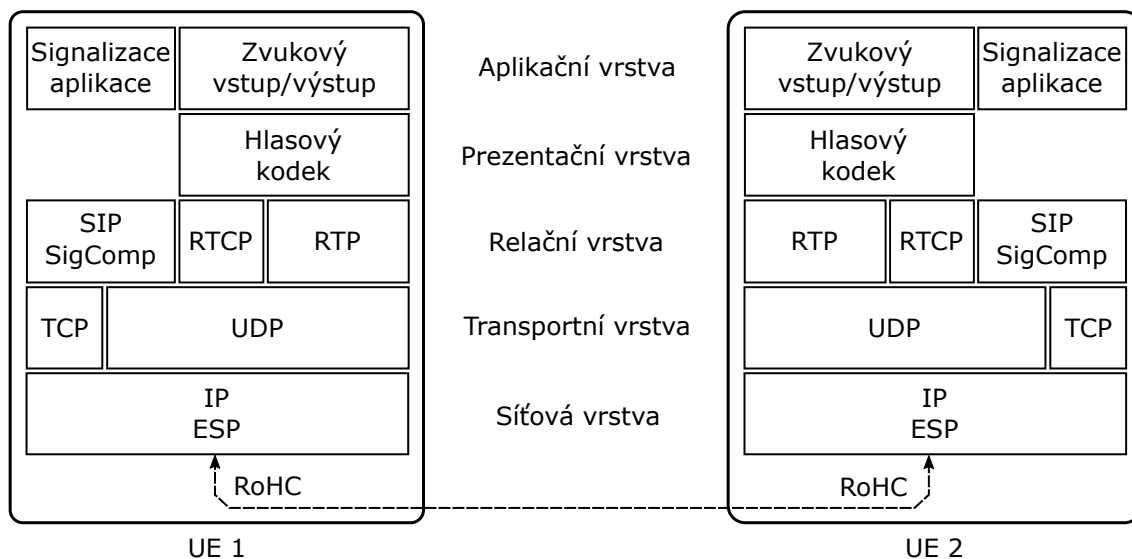 Signalizace
aplikace
Zvukový
vstup/výstup
Aplikační vrstva
Zvukový
vstup/výstup
Signalizace
aplikace
Hlasový
kodek
Prezentační vrstva
Hlasový
kodek
SIP
SigComp
RTCP
RTP
Relační vrstva
RTP
RTCP
SIP
SigComp
TCP
UDP
Transportní vrstva
UDP
TCP
IP
ESP
Síťová vrstva
IP
ESP
RoHC
RoHC
UE 1
UE 2